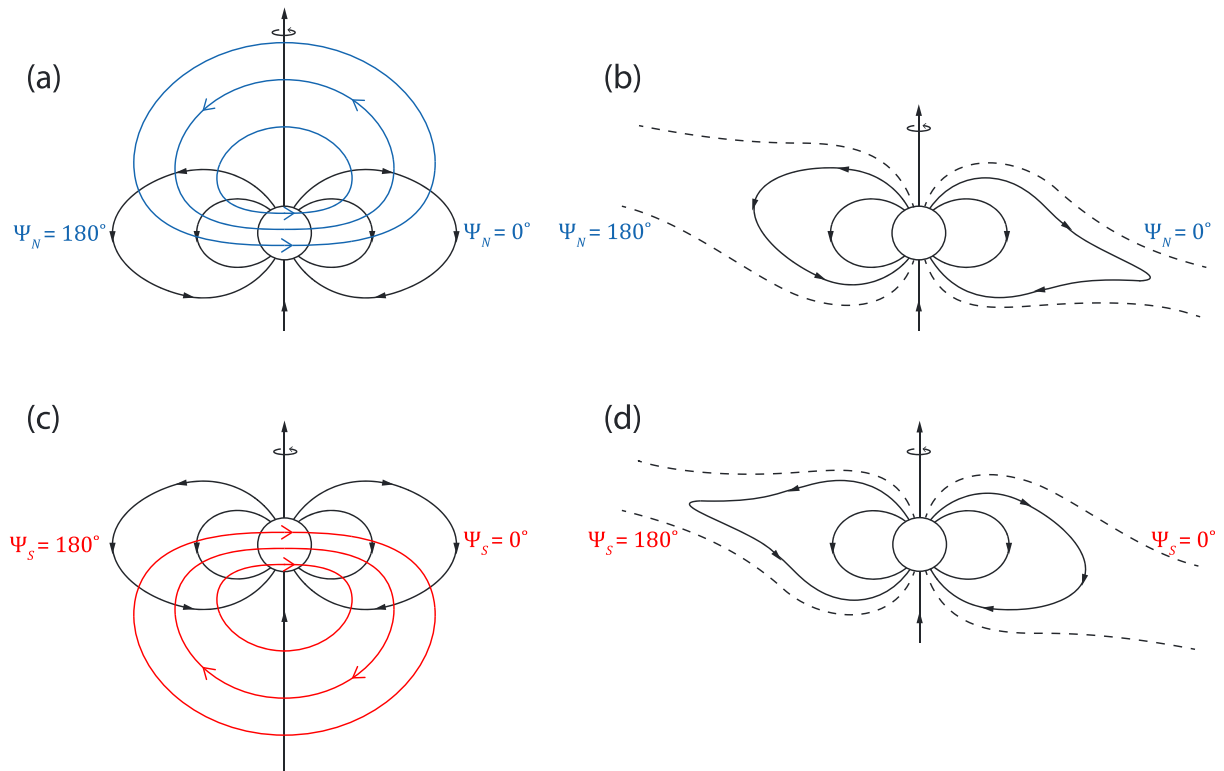 (a)
(b)
Ψ_N = 180°
Ψ_N = 0°
Ψ_N = 180°
Ψ_N = 0°
(c)
(d)
Ψ_S = 180°
Ψ_S = 0°
Ψ_S = 180°
Ψ_S = 0°